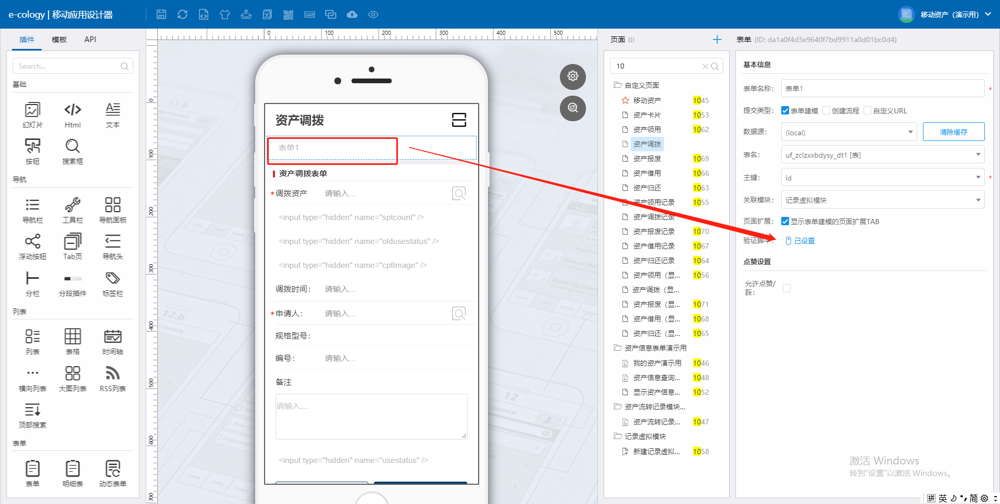 e-cology | 移动应用设计器
移动资产（演示用）
插件
模板
API
Search...
基础
幻灯片
Html
文本
按钮
搜索框
导航
导航栏
工具栏
导航面板
浮动按钮
Tab页
导航头
分栏
分段插件
标签栏
列表
列表
表格
时间轴
横向列表
大图列表
RSS列表
顶部搜索
表单
表单
明细表
动态表单
0
100
200
300
400
500
0
100
200
300
400
500
600
700
资产调拨
表单1
资产调拨表单
*调拨资产
请输入...
<input type="hidden" name="sptcount" />
<input type="hidden" name="oldusestatus" />
<input type="hidden" name="cptImage" />
调拨时间：
请输入...
*申请人：
请输入...
规格型号：
编号：
请输入...
备注
请输入...
<input type="hidden" name="usestatus" />
页面 ID
10
自定义页面
移动资产 1045
资产卡片 1053
资产领用 1062
资产调拨
资产报废 1069
资产借用 1066
资产归还 1063
资产领用记录 1055
资产调拨记录
资产报废记录 1070
资产借用记录 1067
资产归还记录 1064
资产领用（显... 1056
资产调拨（显...
资产报废（显... 1071
资产借用（显... 1068
资产归还（显... 1065
资产信息表单演示用
我的资产演示用 1046
资产信息查询... 1048
显示资产信息... 1052
资产流转记录模块...
资产流转记录... 1047
记录虚拟模块
新建记录虚拟... 1058
表单 (ID: da1a0f4d3e9640f7bd9911a0d01bc0d4)
基本信息
表单名称： 表单1 *
提交类型： 表单建模 创建流程 自定义URL
数据源： (local) 清除缓存
表名： uf_zclzxxbdysy_dt1 [表]
主键： id *
关联模块： 记录虚拟模块
页面扩展： 显示表单建模的页面扩展TAB
验证脚本： 已设置
点赞设置
允许点赞/
踩：
激活 Windows
转到"设置"以激活 Windows。
拼 英 简